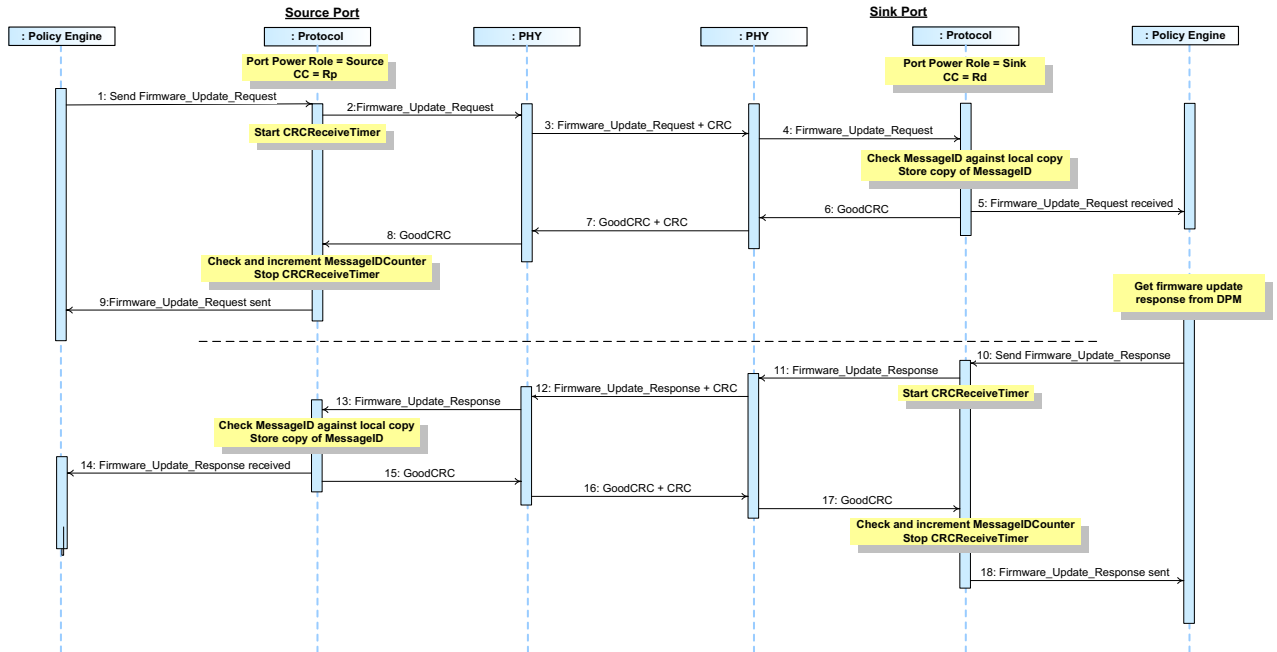 Source Port
Sink Port
: Policy Engine
: Protocol
: PHY
: PHY
: Protocol
: Policy Engine
Port Power Role = Source
CC = Rp
Port Power Role = Sink
CC = Rd
1: Send Firmware_Update_Request
2:Firmware_Update_Request
Start CRCReceiveTimer
3: Firmware_Update_Request + CRC
4: Firmware_Update_Request
Check MessageID against local copy
Store copy of MessageID
5: Firmware_Update_Request received
6: GoodCRC
7: GoodCRC + CRC
8: GoodCRC
Check and increment MessageIDCounter
Stop CRCReceiveTimer
9:Firmware_Update_Request sent
Get firmware update
response from DPM
10: Send Firmware_Update_Response
11: Firmware_Update_Response
Start CRCReceiveTimer
12: Firmware_Update_Response + CRC
13: Firmware_Update_Response
Check MessageID against local copy
Store copy of MessageID
14: Firmware_Update_Response received
15: GoodCRC
16: GoodCRC + CRC
17: GoodCRC
Check and increment MessageIDCounter
Stop CRCReceiveTimer
18: Firmware_Update_Response sent